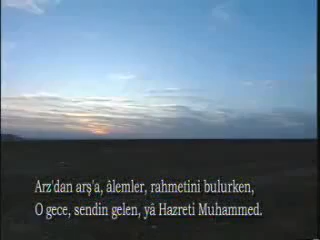 Arz'dan arş'a, âlemler, rahmetini bulurken,
O gece, sendin gelen, yâ Hazreti Muhammed.